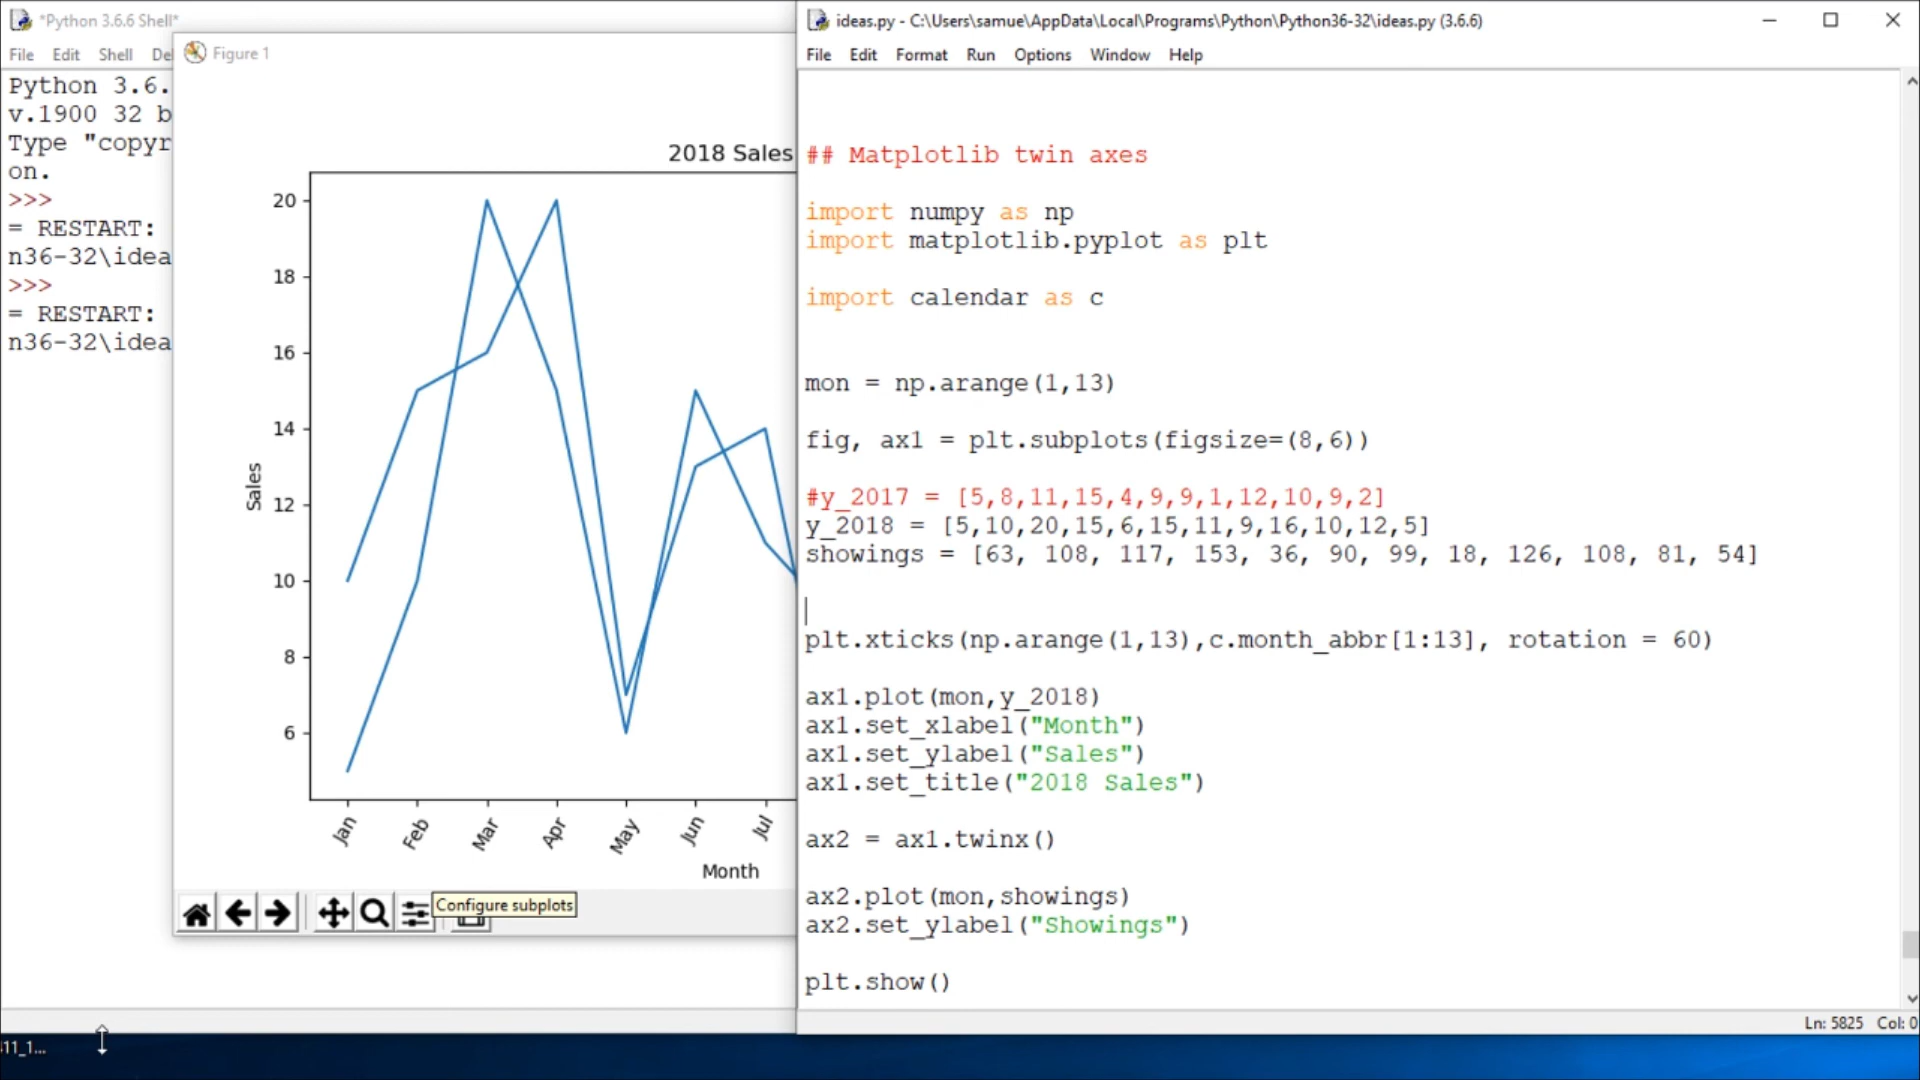 *Python 3.6.6 Shell*
File Edit Shell De
Python 3.6.
v.1900 32 b
Type "copyr
on.
>>>
= RESTART:
n36-32\idea
>>>
= RESTART:
n36-32\idea
Figure 1
2018 Sales
20
18
16
14
12
10
8
6
Sales
Jan Feb Mar Apr May Jun Jul
Month
Configure subplots
ideas.py - C:\Users\samue\AppData\Local\Programs\Python\Python36-32\ideas.py (3.6.6)
File Edit Format Run Options Window Help
## Matplotlib twin axes
import numpy as np
import matplotlib.pyplot as plt
import calendar as c
mon = np.arange(1,13)
fig, ax1 = plt.subplots(figsize=(8,6))
#y_2017 = [5,8,11,15,4,9,9,1,12,10,9,2]
y_2018 = [5,10,20,15,6,15,11,9,16,10,12,5]
showings = [63, 108, 117, 153, 36, 90, 99, 18, 126, 108, 81, 54]
plt.xticks(np.arange(1,13),c.month_abbr[1:13], rotation = 60)
ax1.plot(mon,y_2018)
ax1.set_xlabel("Month")
ax1.set_ylabel("Sales")
ax1.set_title("2018 Sales")
ax2 = ax1.twinx()
ax2.plot(mon,showings)
ax2.set_ylabel("Showings")
plt.show()
Ln: 5825 Col: 0
11_1...